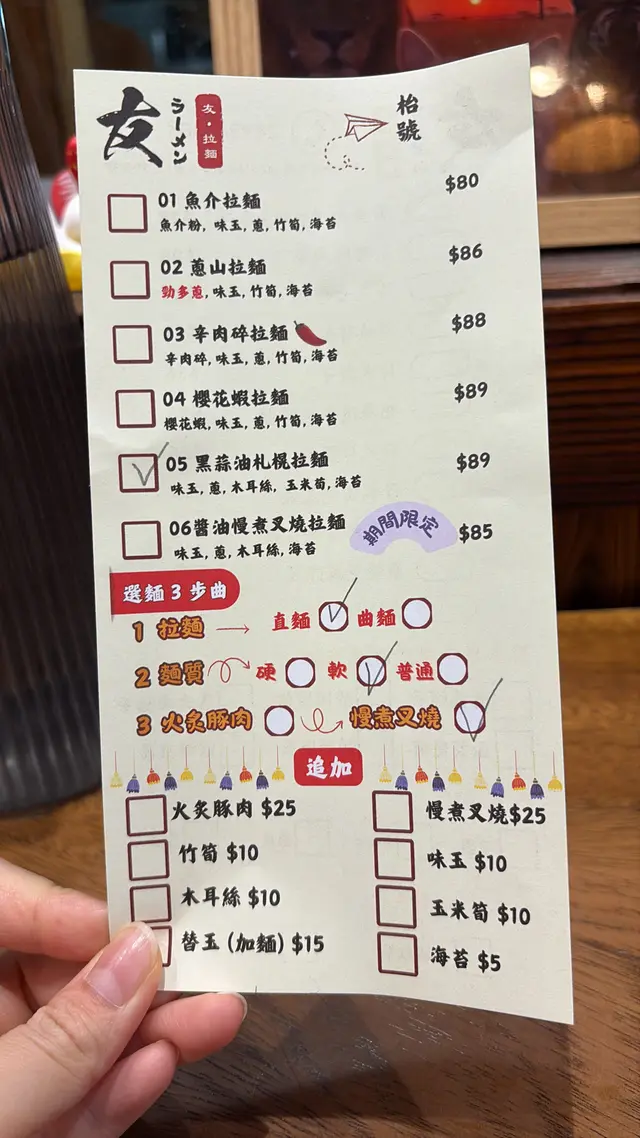 友 ラーメン 友・拉麵
枱號
01 魚介拉麵 $80
魚介粉, 味玉, 蔥, 竹筍, 海苔
02 蔥山拉麵 $86
勁多蔥, 味玉, 竹筍, 海苔
03 辛肉碎拉麵 $88
辛肉碎, 味玉, 蔥, 竹筍, 海苔
04 櫻花蝦拉麵 $89
櫻花蝦, 味玉, 蔥, 竹筍, 海苔
05 黑蒜油札幌拉麵 $89
味玉, 蔥, 木耳絲, 玉米筍, 海苔
06醬油慢煮叉燒拉麵 期間限定 $85
味玉, 蔥, 木耳絲, 海苔
選麵 3 步曲
1 拉麵 直麵 曲麵
2 麵質 硬 軟 普通
3 火炙豚肉 慢煮叉燒
追加
火炙豚肉 $25 慢煮叉燒$25
竹筍 $10 味玉 $10
木耳絲 $10 玉米筍 $10
替玉 (加麵) $15 海苔 $5